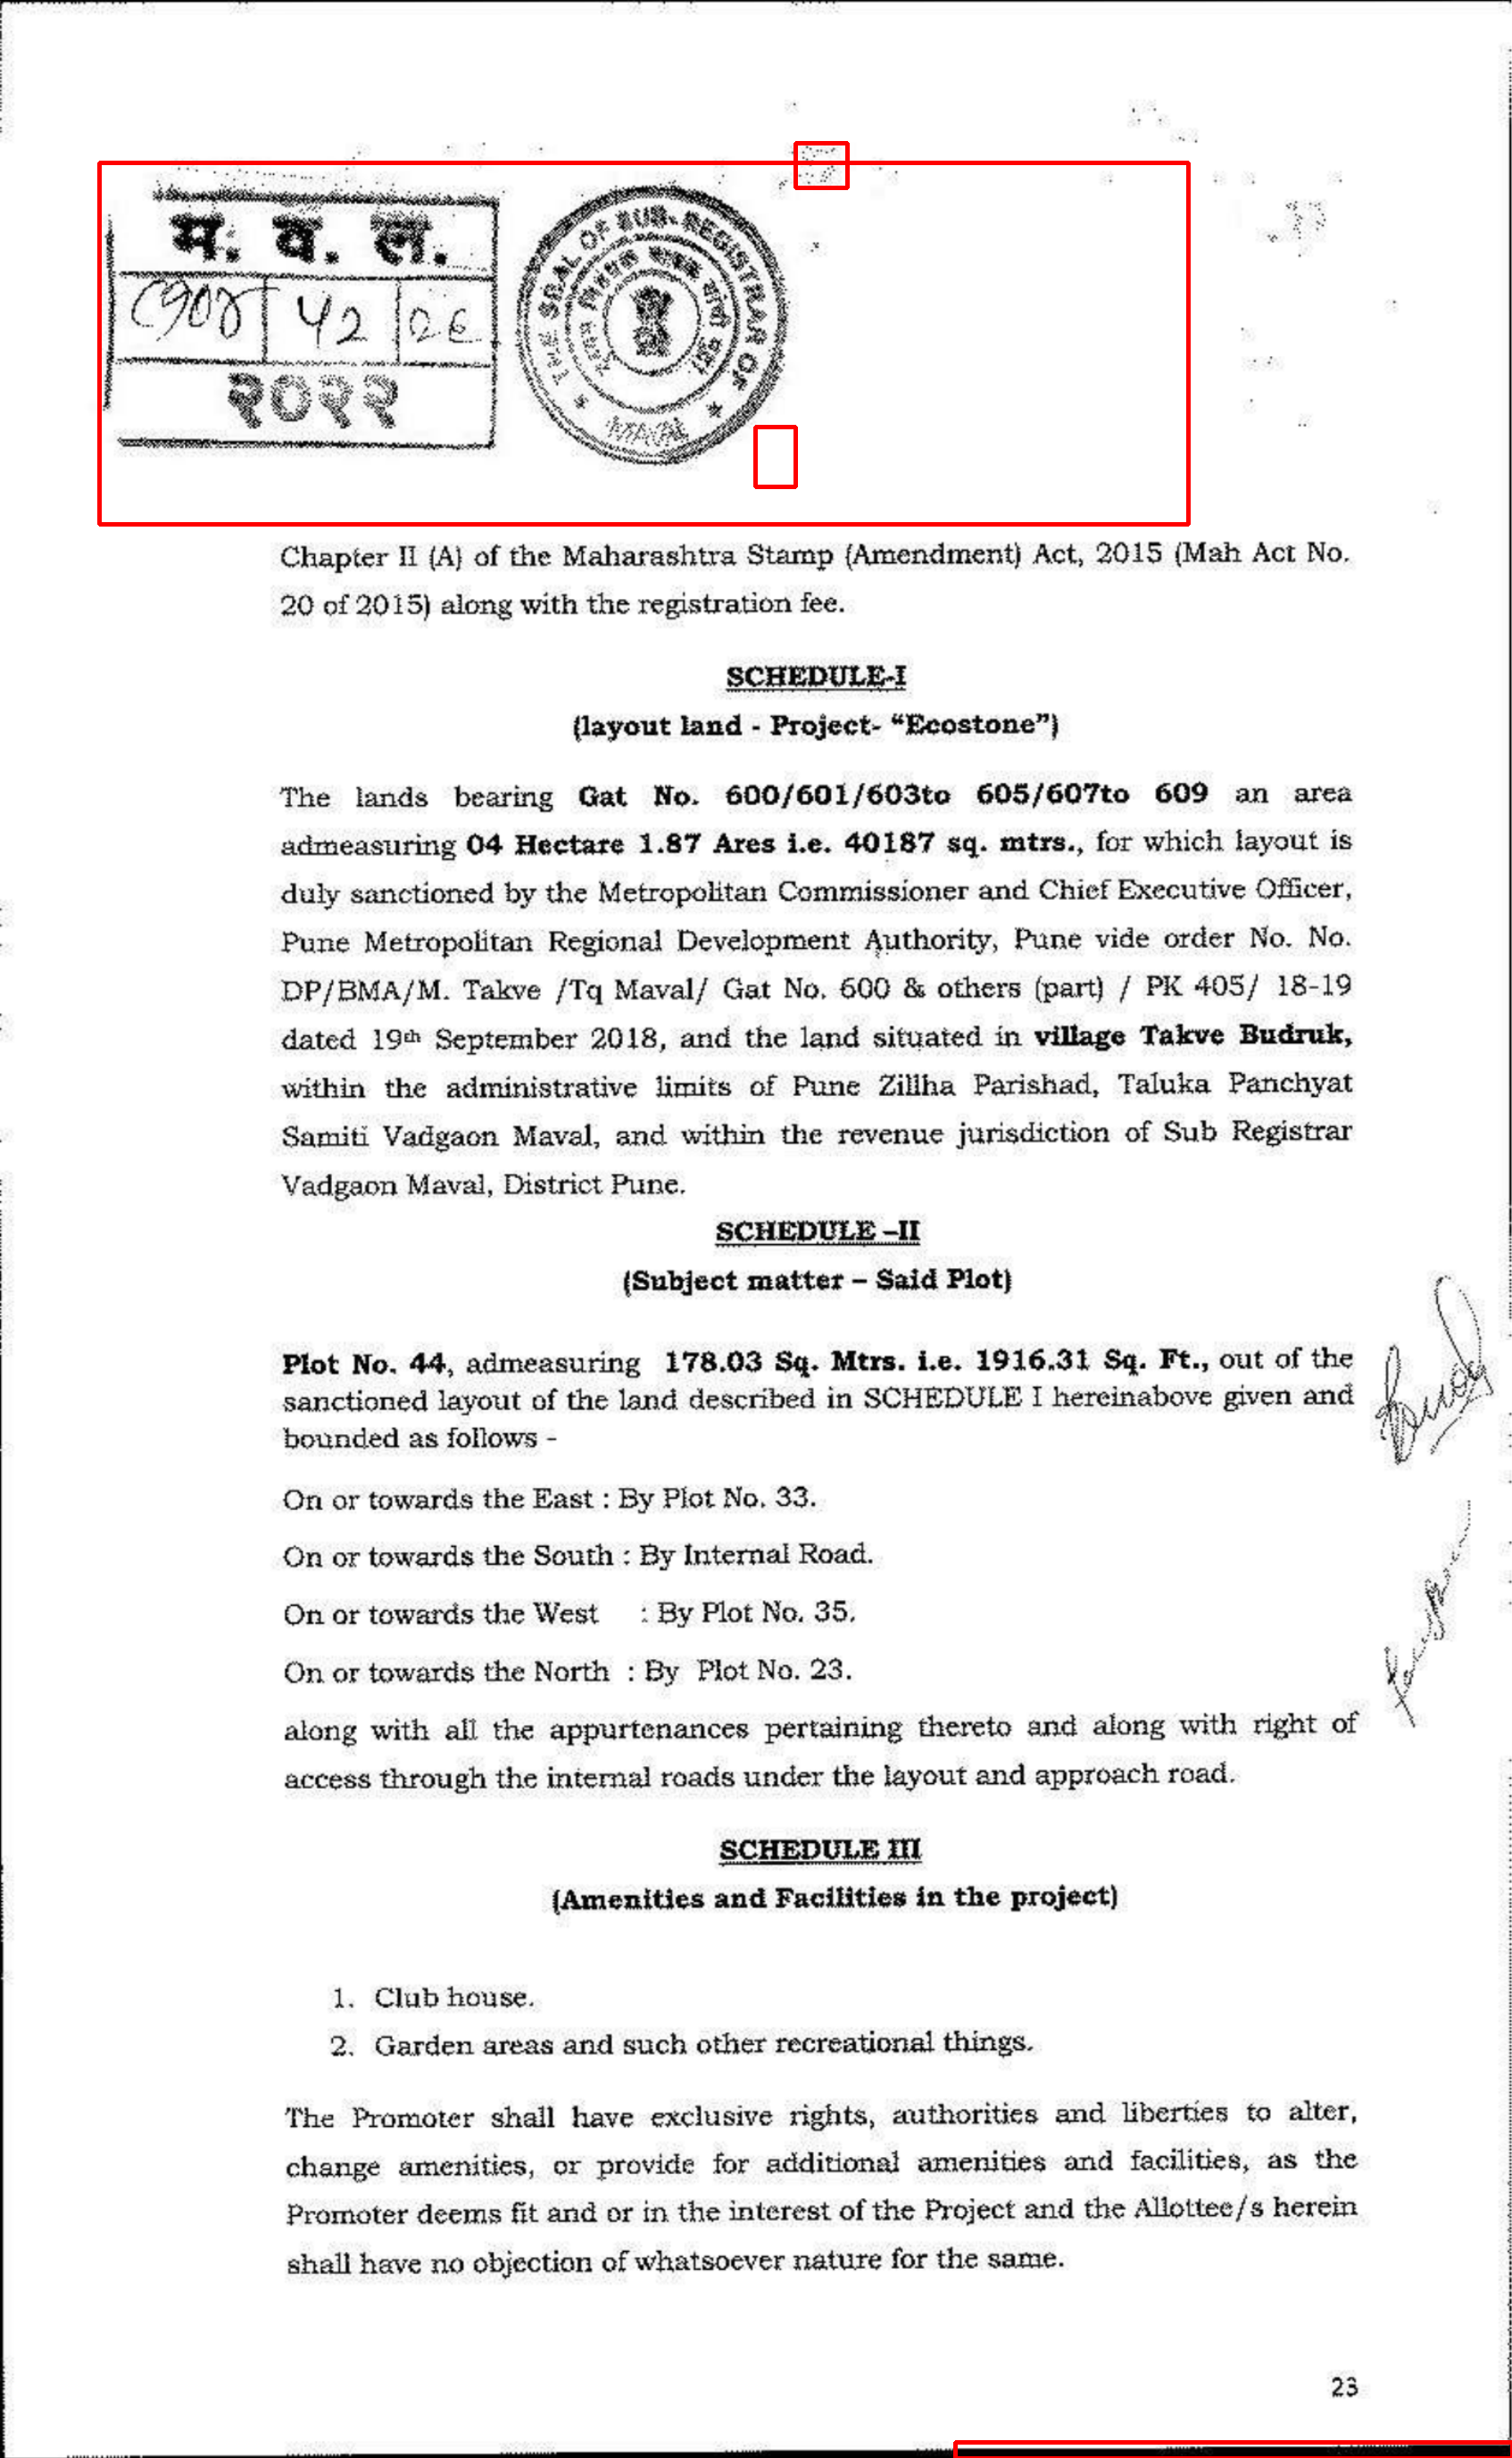 म. व. ल.
42
२०२२
THE SEAL OF SUB-REGISTRAR OF
MAVAL
Chapter II (A) of the Maharashtra Stamp (Amendment) Act, 2015 (Mah Act No.
20 of 2015) along with the registration fee.
SCHEDULE-I
(layout land - Project- “Ecostone”)
The lands bearing Gat No. 600/601/603to 605/607to 609 an area
admeasuring 04 Hectare 1.87 Ares i.e. 40187 sq. mtrs., for which layout is
duly sanctioned by the Metropolitan Commissioner and Chief Executive Officer,
Pune Metropolitan Regional Development Authority, Pune vide order No. No.
DP/BMA/M. Takve /Tq Maval/ Gat No. 600 & others (part) / PK 405/ 18-19
dated 19th September 2018, and the land situated in village Takve Budruk,
within the administrative limits of Pune Zillha Parishad, Taluka Panchyat
Samiti Vadgaon Maval, and within the revenue jurisdiction of Sub Registrar
Vadgaon Maval, District Pune.
SCHEDULE –II
(Subject matter – Said Plot)
Plot No. 44, admeasuring 178.03 Sq. Mtrs. i.e. 1916.31 Sq. Ft., out of the
sanctioned layout of the land described in SCHEDULE I hereinabove given and
bounded as follows -
On or towards the East : By Plot No. 33.
On or towards the South : By Internal Road.
On or towards the West : By Plot No. 35.
On or towards the North : By Plot No. 23.
along with all the appurtenances pertaining thereto and along with right of
access through the internal roads under the layout and approach road.
SCHEDULE III
(Amenities and Facilities in the project)
1. Club house.
2. Garden areas and such other recreational things.
The Promoter shall have exclusive rights, authorities and liberties to alter,
change amenities, or provide for additional amenities and facilities, as the
Promoter deems fit and or in the interest of the Project and the Allottee/s herein
shall have no objection of whatsoever nature for the same.
23